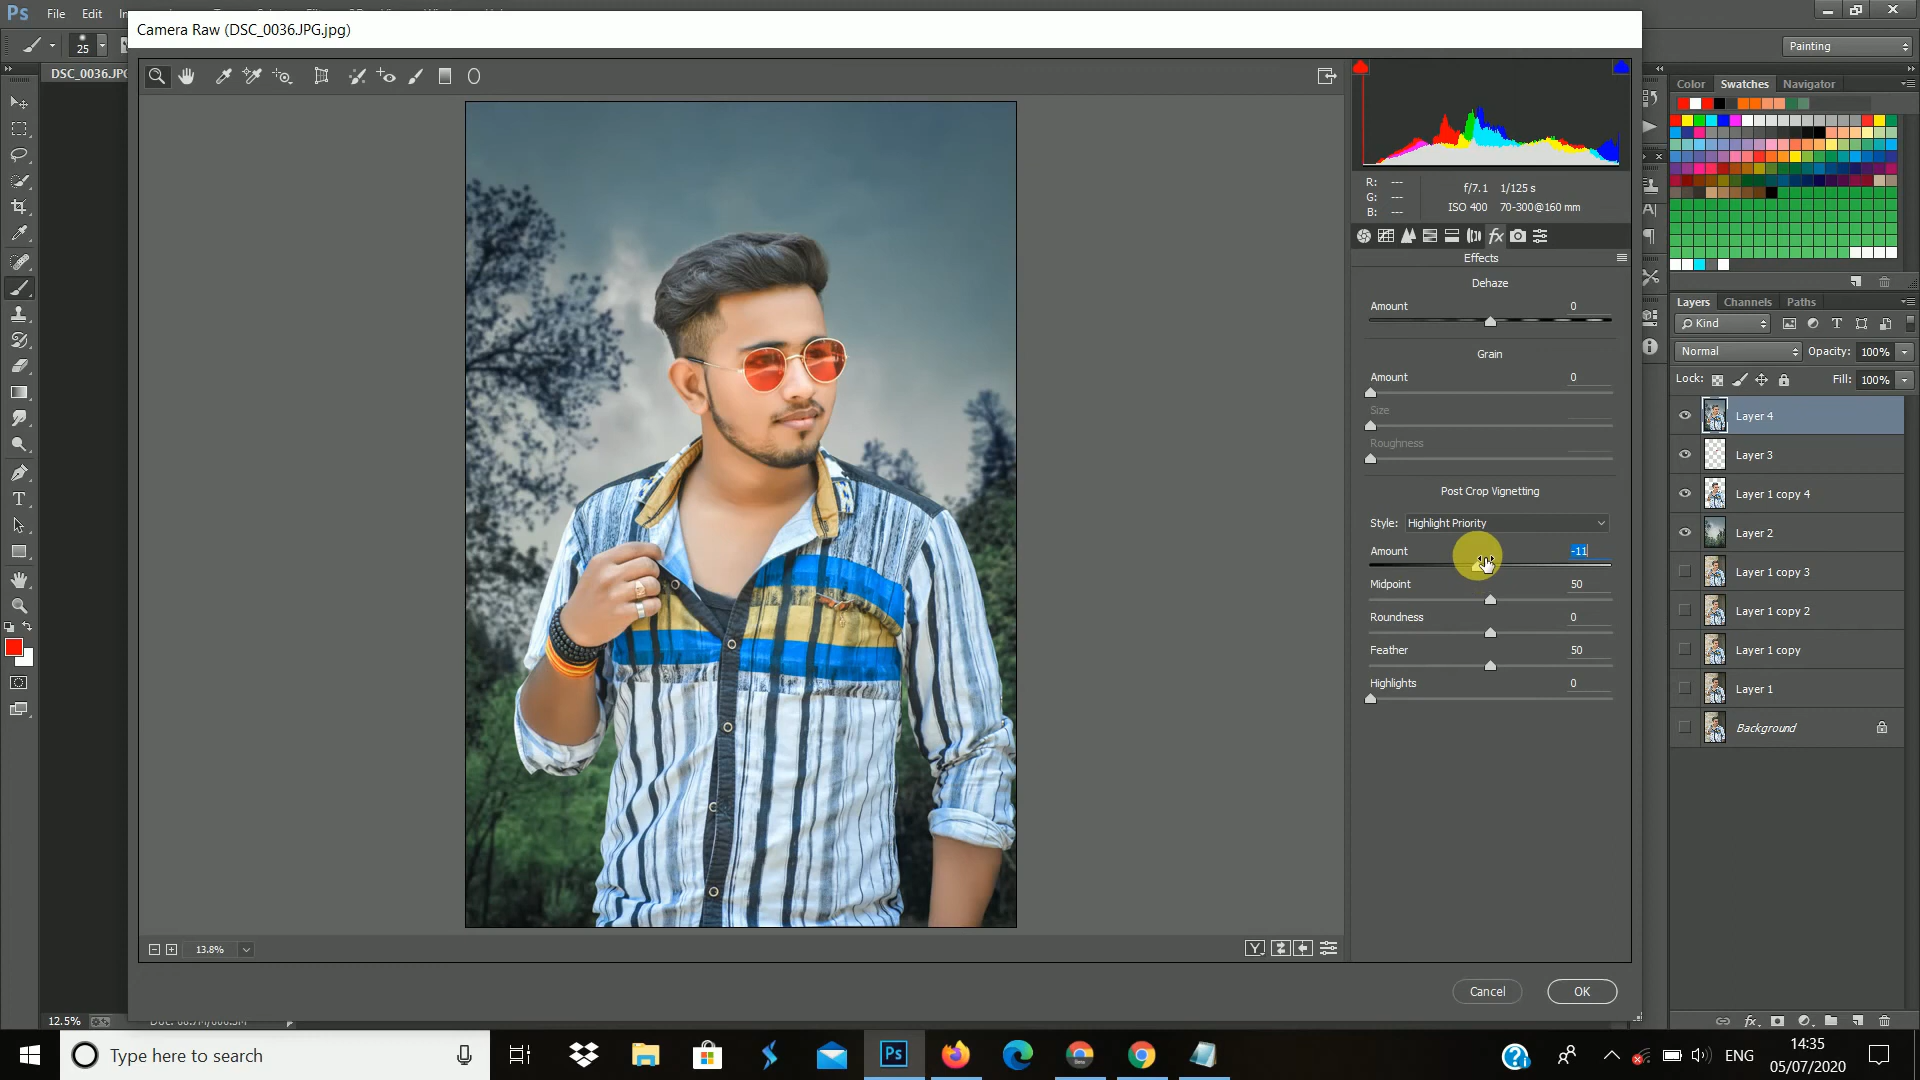 Ps File Edit
Camera Raw (DSC_0036.JPG.jpg)
25
Painting
DSC_0036.JPG
Color Swatches Navigator
R: ---
G: ---
B: ---
f/7.1 1/125 s
ISO 400 70-300@160 mm
Effects
Dehaze
Amount 0
Grain
Amount 0
Size
Roughness
Post Crop Vignetting
Style: Highlight Priority
Amount -11
Midpoint 50
Roundness 0
Feather 50
Highlights 0
Layers Channels Paths
Kind
Normal Opacity: 100%
Lock: Fill: 100%
Layer 4
Layer 3
Layer 1 copy 4
Layer 2
Layer 1 copy 3
Layer 1 copy 2
Layer 1 copy
Layer 1
Background
13.8%
Y
Cancel OK
12.5%
Type here to search
Ps
ENG
14:35
05/07/2020